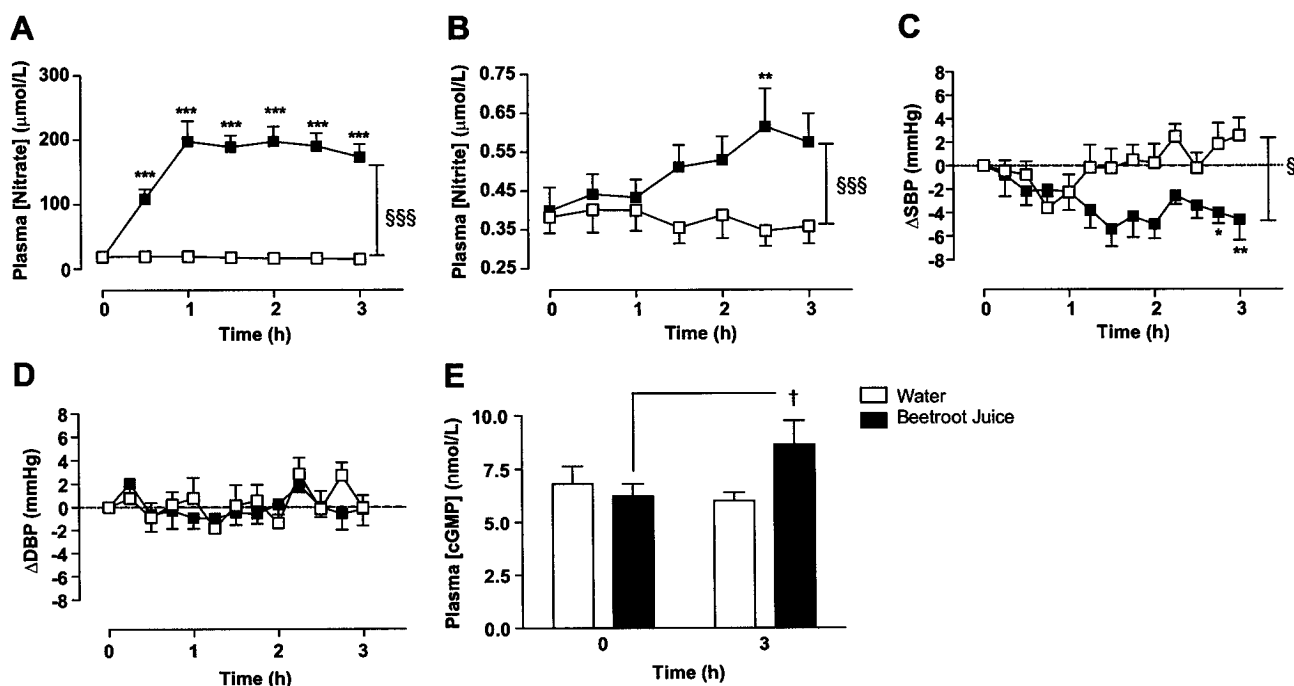 A
Plasma [Nitrate] (µmol/L)
300
200
100
0
***
***
***
***
***
***
§§§
0 1 2 3
Time (h)
B
Plasma [Nitrite] (µmol/L)
0.75
0.65
0.55
0.45
0.35
0.25
**
§§§
0 1 2 3
Time (h)
C
ΔSBP (mmHg)
8
6
4
2
0
-2
-4
-6
-8
*
**
§
0 1 2 3
Time (h)
D
ΔDBP (mmHg)
8
6
4
2
0
-2
-4
-6
-8
0 1 2 3
Time (h)
E
Plasma [cGMP] (nmol/L)
10.0
7.5
5.0
2.5
0.0
†
0 3
Time (h)
Water
Beetroot Juice